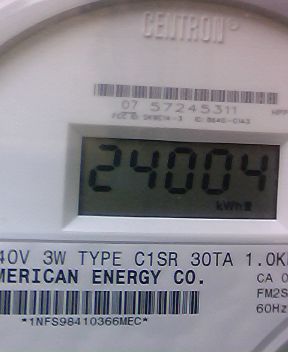 CENTRON®
07 57245311
24004
kWh
40V 3W TYPE C1SR 30TA 1.0K
MERICAN ENERGY CO.
CA 0
FM2S
60Hz
*1NFS98410366MEC*